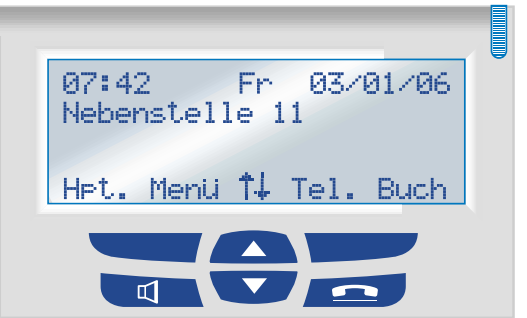 07:42 Fr 03/01/06
Nebenstelle 11
Hpt. Menü ↑↓ Tel. Buch